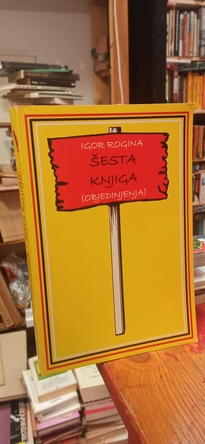 IGOR ROGINA
ŠESTA
KNJIGA
(OBJEDINJENJA)